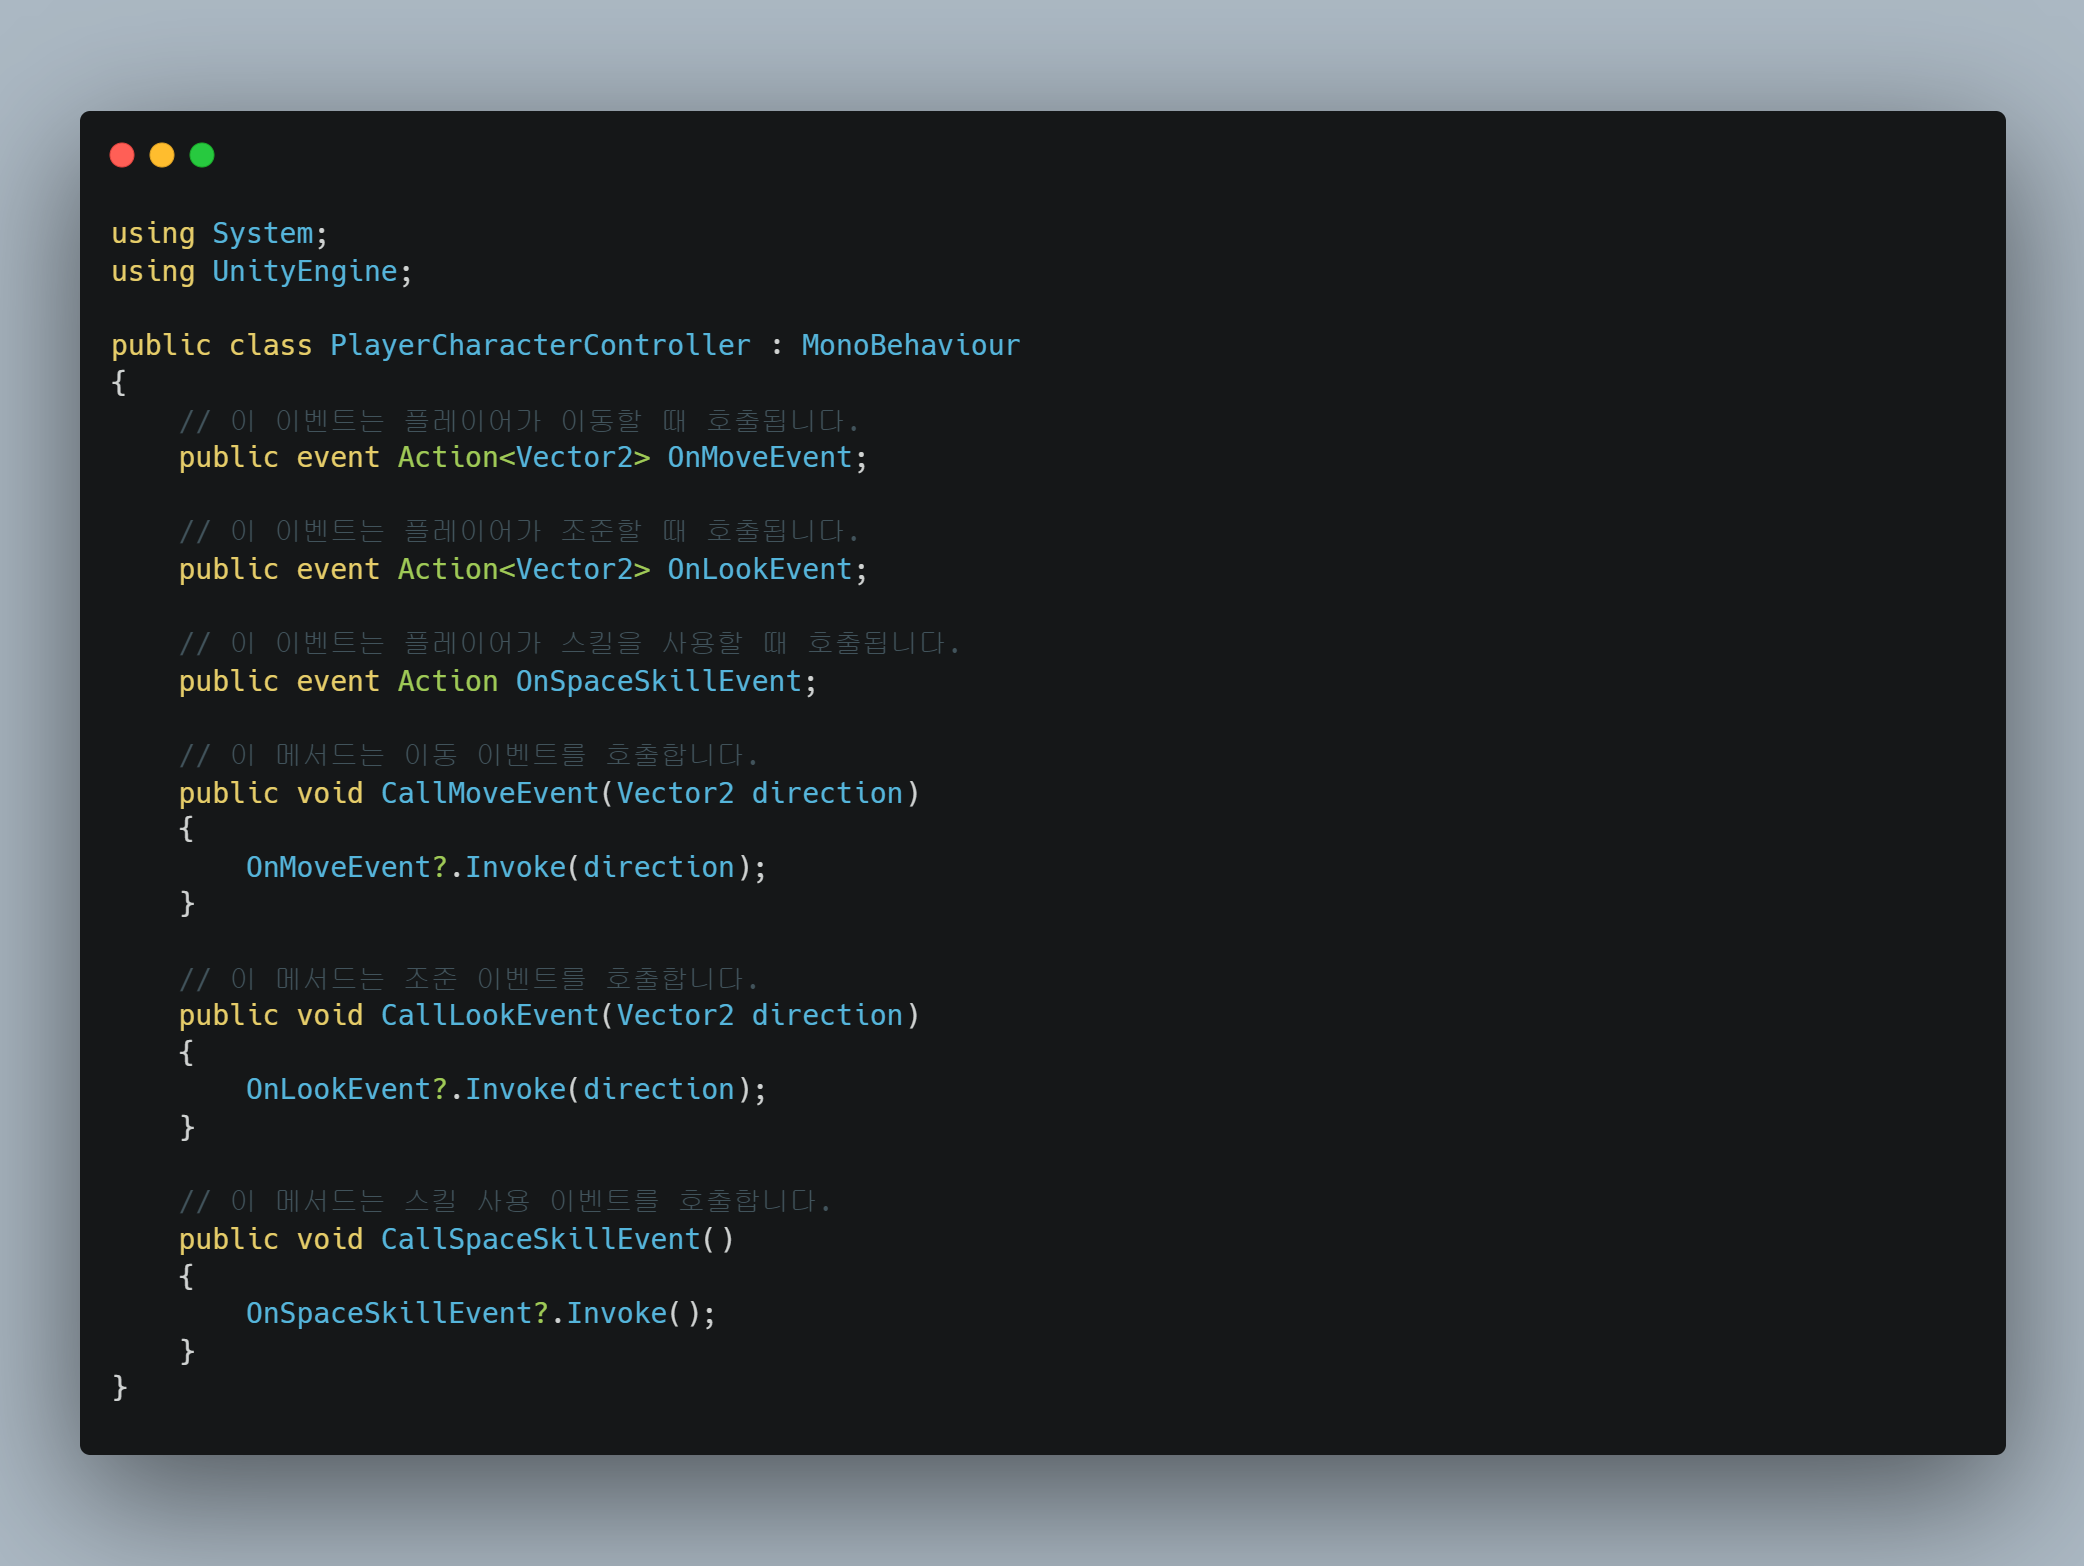 using System;
using UnityEngine;
public class PlayerCharacterController : MonoBehaviour
{
// 이 이벤트는 플레이어가 이동할 때 호출됩니다.
public event Action<Vector2> OnMoveEvent;
// 이 이벤트는 플레이어가 조준할 때 호출됩니다.
public event Action<Vector2> OnLookEvent;
// 이 이벤트는 플레이어가 스킬을 사용할 때 호출됩니다.
public event Action OnSpaceSkillEvent;
// 이 메서드는 이동 이벤트를 호출합니다.
public void CallMoveEvent(Vector2 direction)
{
OnMoveEvent?.Invoke(direction);
}
// 이 메서드는 조준 이벤트를 호출합니다.
public void CallLookEvent(Vector2 direction)
{
OnLookEvent?.Invoke(direction);
}
// 이 메서드는 스킬 사용 이벤트를 호출합니다.
public void CallSpaceSkillEvent()
{
OnSpaceSkillEvent?.Invoke();
}
}